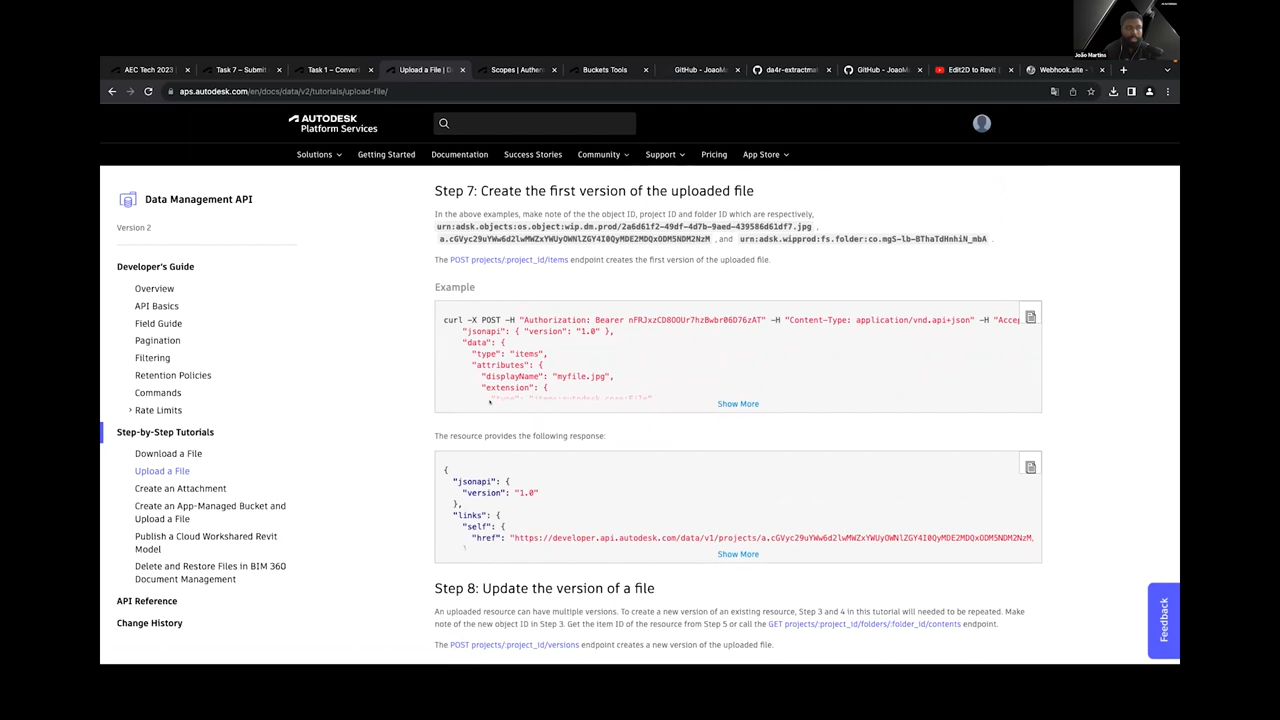 João Martins
AEC Tech 2023
Task 7 – Submit
Task 1 – Conver
Upload a File | D
Scopes | Authen
Buckets Tools
GitHub - JoaoMa
da4r-extractmat
GitHub - JoaoMa
Edit2D to Revit
Webhook.site -
aps.autodesk.com/en/docs/data/v2/tutorials/upload-file/
AUTODESK
Platform Services
Solutions
Getting Started
Documentation
Success Stories
Community
Support
Pricing
App Store
Data Management API
Version 2
Developer's Guide
Overview
API Basics
Field Guide
Pagination
Filtering
Retention Policies
Commands
Rate Limits
Step-by-Step Tutorials
Download a File
Upload a File
Create an Attachment
Create an App-Managed Bucket and
Upload a File
Publish a Cloud Workshared Revit
Model
Delete and Restore Files in BIM 360
Document Management
API Reference
Change History
Step 7: Create the first version of the uploaded file
In the above examples, make note of the the object ID, project ID and folder ID which are respectively,
urn:adsk.objects:os.object:wip.dm.prod/2a6d61f2-49df-4d7b-9aed-439586d61df7.jpg ,
a.cGVyc29uYWw6d2lwMWZxYWUyOWNlZGY4I0QyMDE2MDQxODM5NDM2NzM , and urn:adsk.wipprod:fs.folder:co.mgS-lb-BThaTdHnhiN_mbA .
The POST projects/:project_id/items endpoint creates the first version of the uploaded file.
Example
curl -X POST -H "Authorization: Bearer nFRJxzCD8OOUr7hzBwbr06D76zAT" -H "Content-Type: application/vnd.api+json" -H "Accep
"jsonapi": { "version": "1.0" },
"data": {
"type": "items",
"attributes": {
"displayName": "myfile.jpg",
"extension": {
"type": "items:autodesk.core:File"
Show More
The resource provides the following response:
{
"jsonapi": {
"version": "1.0"
},
"links": {
"self": {
"href": "https://developer.api.autodesk.com/data/v1/projects/a.cGVyc29uYWw6d2lwMWZxYWUyOWNlZGY4I0QyMDE2MDQxODM5NDM2NzM,
}
Show More
Step 8: Update the version of a file
An uploaded resource can have multiple versions. To create a new version of an existing resource, Step 3 and 4 in this tutorial will needed to be repeated. Make
note of the new object ID in Step 3. Get the item ID of the resource from Step 5 or call the GET projects/:project_id/folders/:folder_id/contents endpoint.
The POST projects/:project_id/versions endpoint creates a new version of the uploaded file.
Feedback